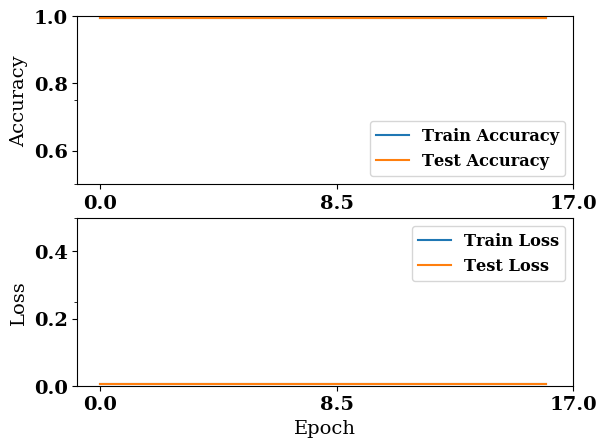 1.0
0.8
0.6
Accuracy
Train Accuracy
Test Accuracy
0.0 8.5 17.0
0.4
0.2
0.0
Loss
Train Loss
Test Loss
0.0 8.5 17.0
Epoch